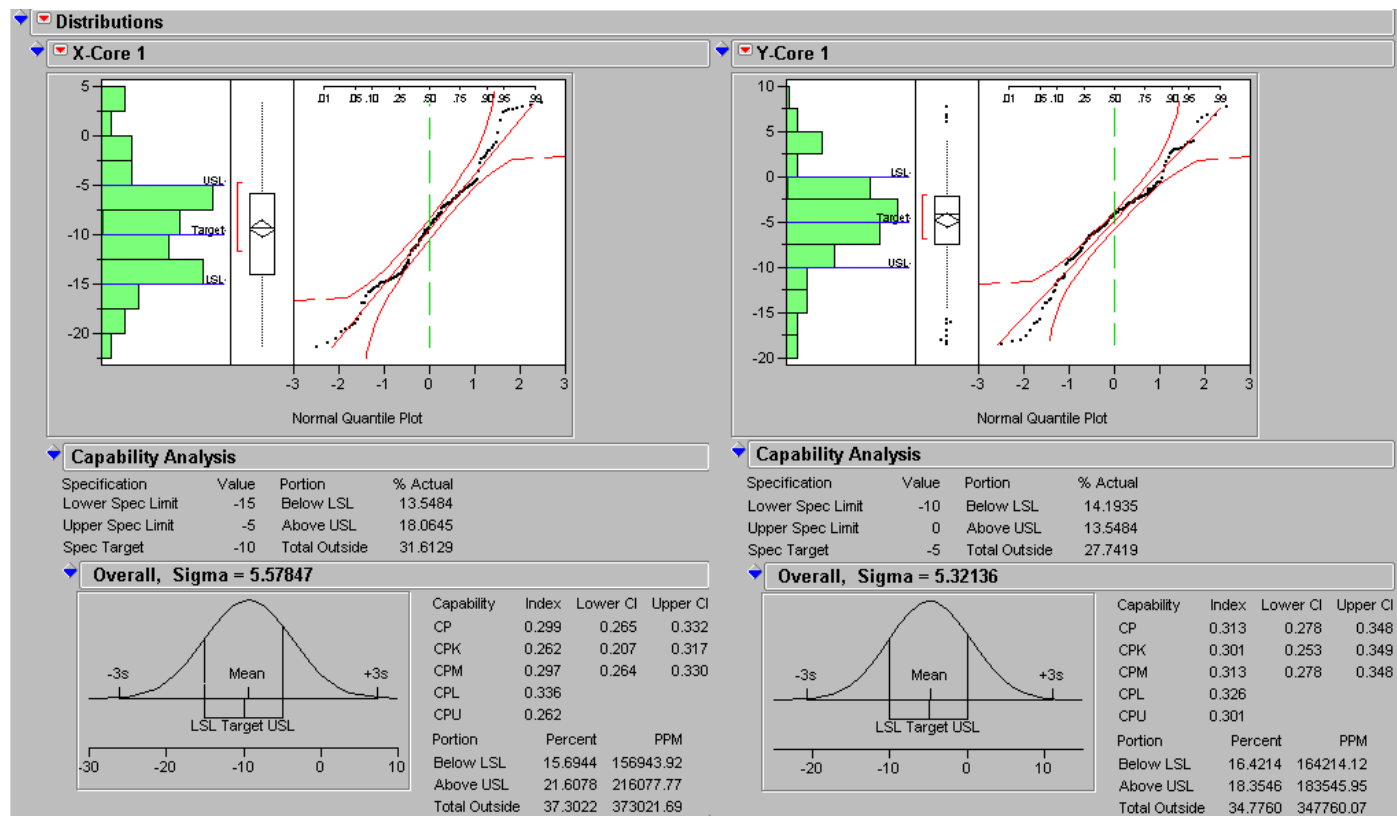 Distributions
X-Core 1
5
0
-5
-10
-15
-20
USL
Target
LSL
.01 .05 .10 .25 .50 .75 .90 .95 .99
-3 -2 -1 0 1 2 3
Normal Quantile Plot
Capability Analysis
Specification Value Portion % Actual
Lower Spec Limit -15 Below LSL 13.5484
Upper Spec Limit -5 Above USL 18.0645
Spec Target -10 Total Outside 31.6129
Overall, Sigma = 5.57847
-3s Mean +3s
LSL Target USL
-30 -20 -10 0 10
Capability Index Lower CI Upper CI
CP 0.299 0.265 0.332
CPK 0.262 0.207 0.317
CPM 0.297 0.264 0.330
CPL 0.336
CPU 0.262
Portion Percent PPM
Below LSL 15.6944 156943.92
Above USL 21.6078 216077.77
Total Outside 37.3022 373021.69
Y-Core 1
10
5
0
-5
-10
-15
-20
LSL
Target
USL
.01 .05 .10 .25 .50 .75 .90 .95 .99
-3 -2 -1 0 1 2 3
Normal Quantile Plot
Capability Analysis
Specification Value Portion % Actual
Lower Spec Limit -10 Below LSL 14.1935
Upper Spec Limit 0 Above USL 13.5484
Spec Target -5 Total Outside 27.7419
Overall, Sigma = 5.32136
-3s Mean +3s
LSL Target USL
-20 -10 0 10
Capability Index Lower CI Upper CI
CP 0.313 0.278 0.348
CPK 0.301 0.253 0.349
CPM 0.313 0.278 0.348
CPL 0.326
CPU 0.301
Portion Percent PPM
Below LSL 16.4214 164214.12
Above USL 18.3546 183545.95
Total Outside 34.7760 347760.07